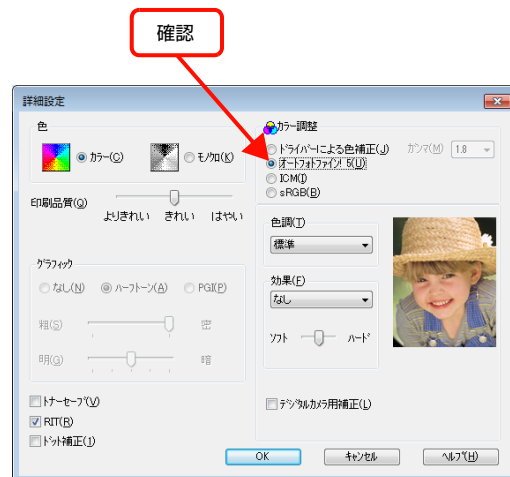 確認
詳細設定
色
カラー(C)
モノクロ(K)
印刷品質(Q)
よりきれい きれい はやい
グラフィック
なし(N) ハーフトーン(A) PGI(P)
粗(S) 密
明(G) 暗
トナーセーブ(V)
RIT(R)
ドット補正(1)
カラー調整
ドライバーによる色補正(J) ガンマ(M) 1.8
オートフォトファイン! 5(U)
ICM(I)
sRGB(B)
色調(T)
標準
効果(F)
なし
ソフト ハード
デジタルカメラ用補正(L)
OK キャンセル ヘルプ(H)